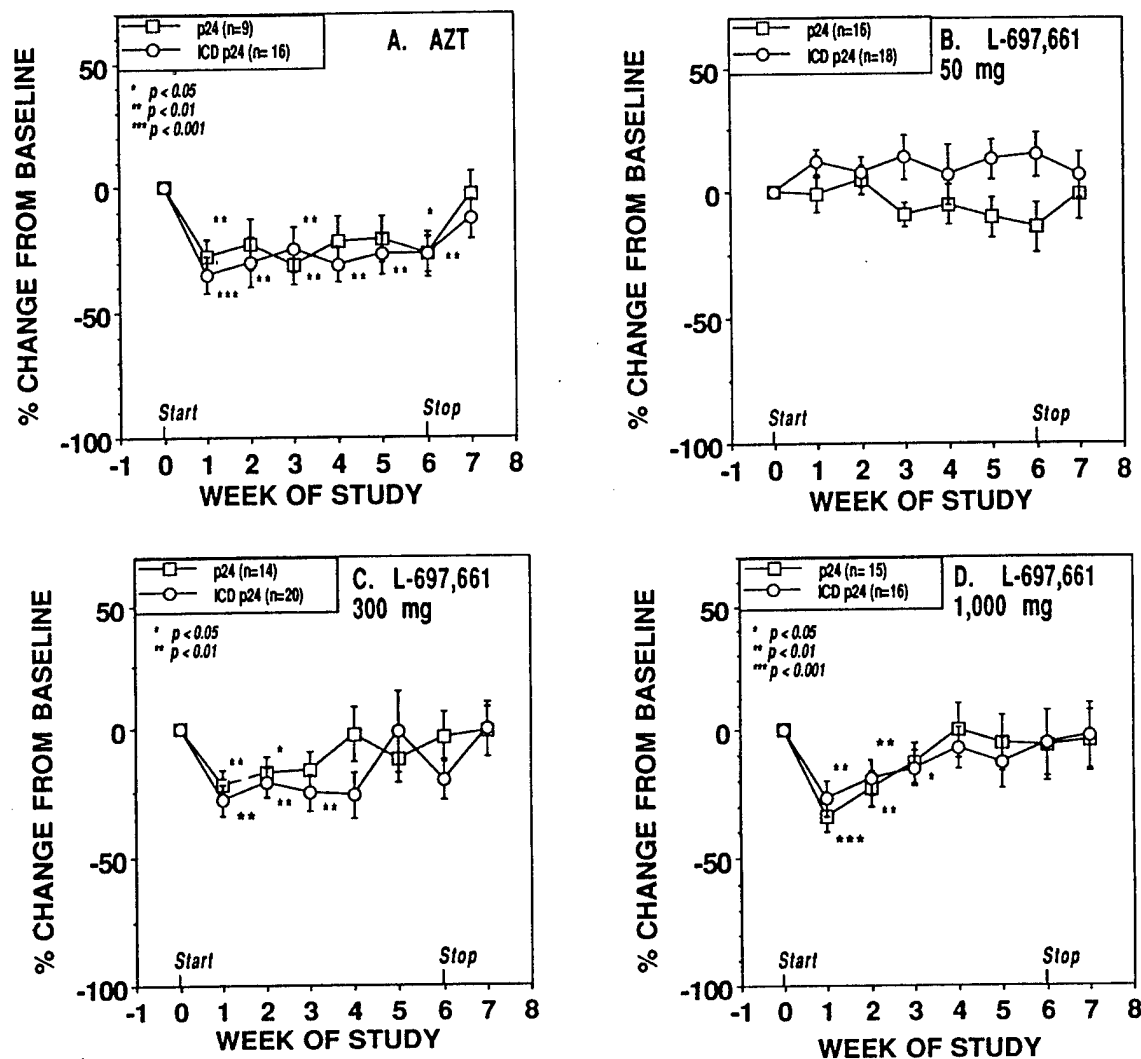 p24 (n=9)
ICD p24 (n= 16)
A. AZT
* p < 0.05
** p < 0.01
*** p < 0.001
% CHANGE FROM BASELINE
50
0
-50
-100
** ** *
*** ** ** ** ** **
Start
Stop
-1 0 1 2 3 4 5 6 7 8
WEEK OF STUDY
p24 (n=16)
ICD p24 (n=18)
B. L-697,661
50 mg
% CHANGE FROM BASELINE
50
0
-50
-100
Start
Stop
-1 0 1 2 3 4 5 6 7 8
WEEK OF STUDY
p24 (n=14)
ICD p24 (n=20)
C. L-697,661
300 mg
* p < 0.05
** p < 0.01
% CHANGE FROM BASELINE
50
0
-50
-100
** *
** ** **
Start
Stop
-1 0 1 2 3 4 5 6 7 8
WEEK OF STUDY
p24 (n= 15)
ICD p24 (n=16)
D. L-697,661
1,000 mg
* p < 0.05
** p < 0.01
*** p < 0.001
% CHANGE FROM BASELINE
50
0
-50
-100
** **
*** ** *
Start
Stop
-1 0 1 2 3 4 5 6 7 8
WEEK OF STUDY